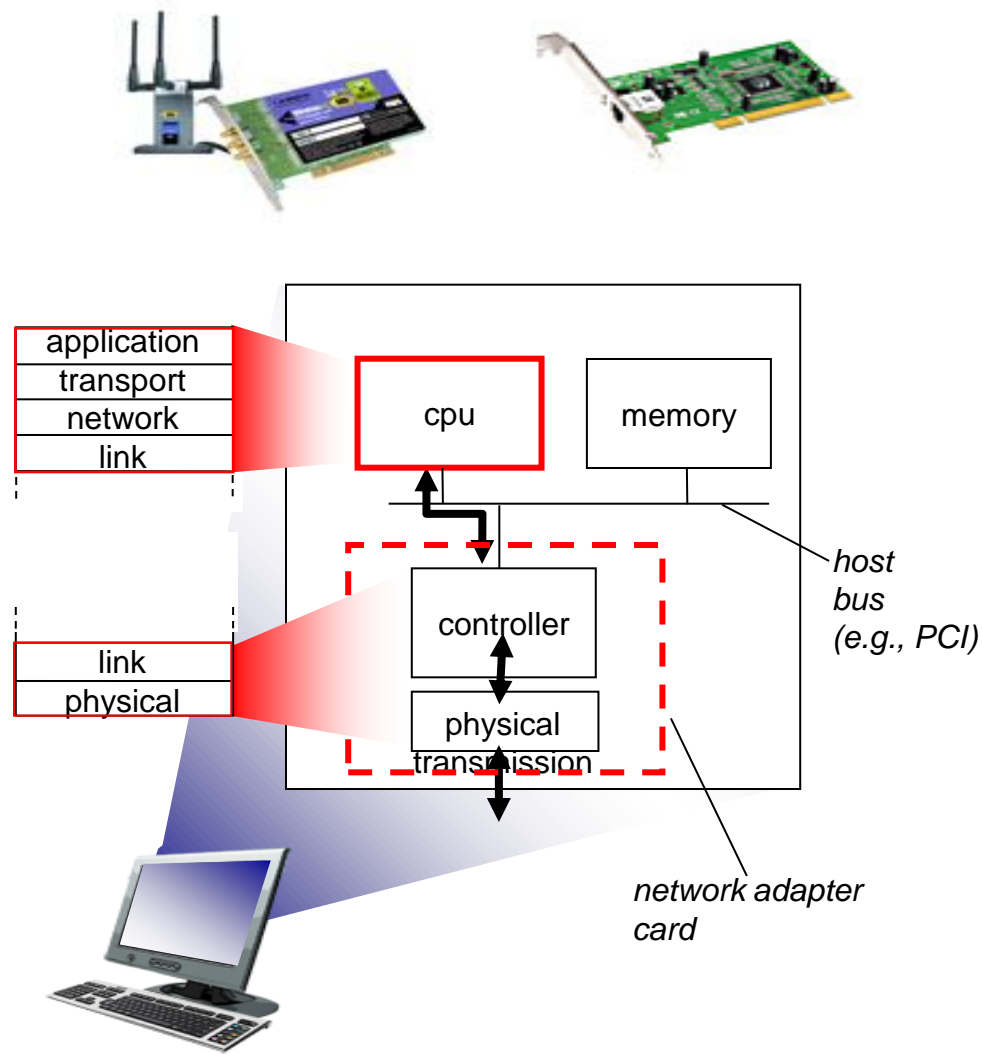 application
transport
network
link
cpu
memory
host
bus
(e.g., PCI)
controller
link
physical
physical
transmission
network adapter
card